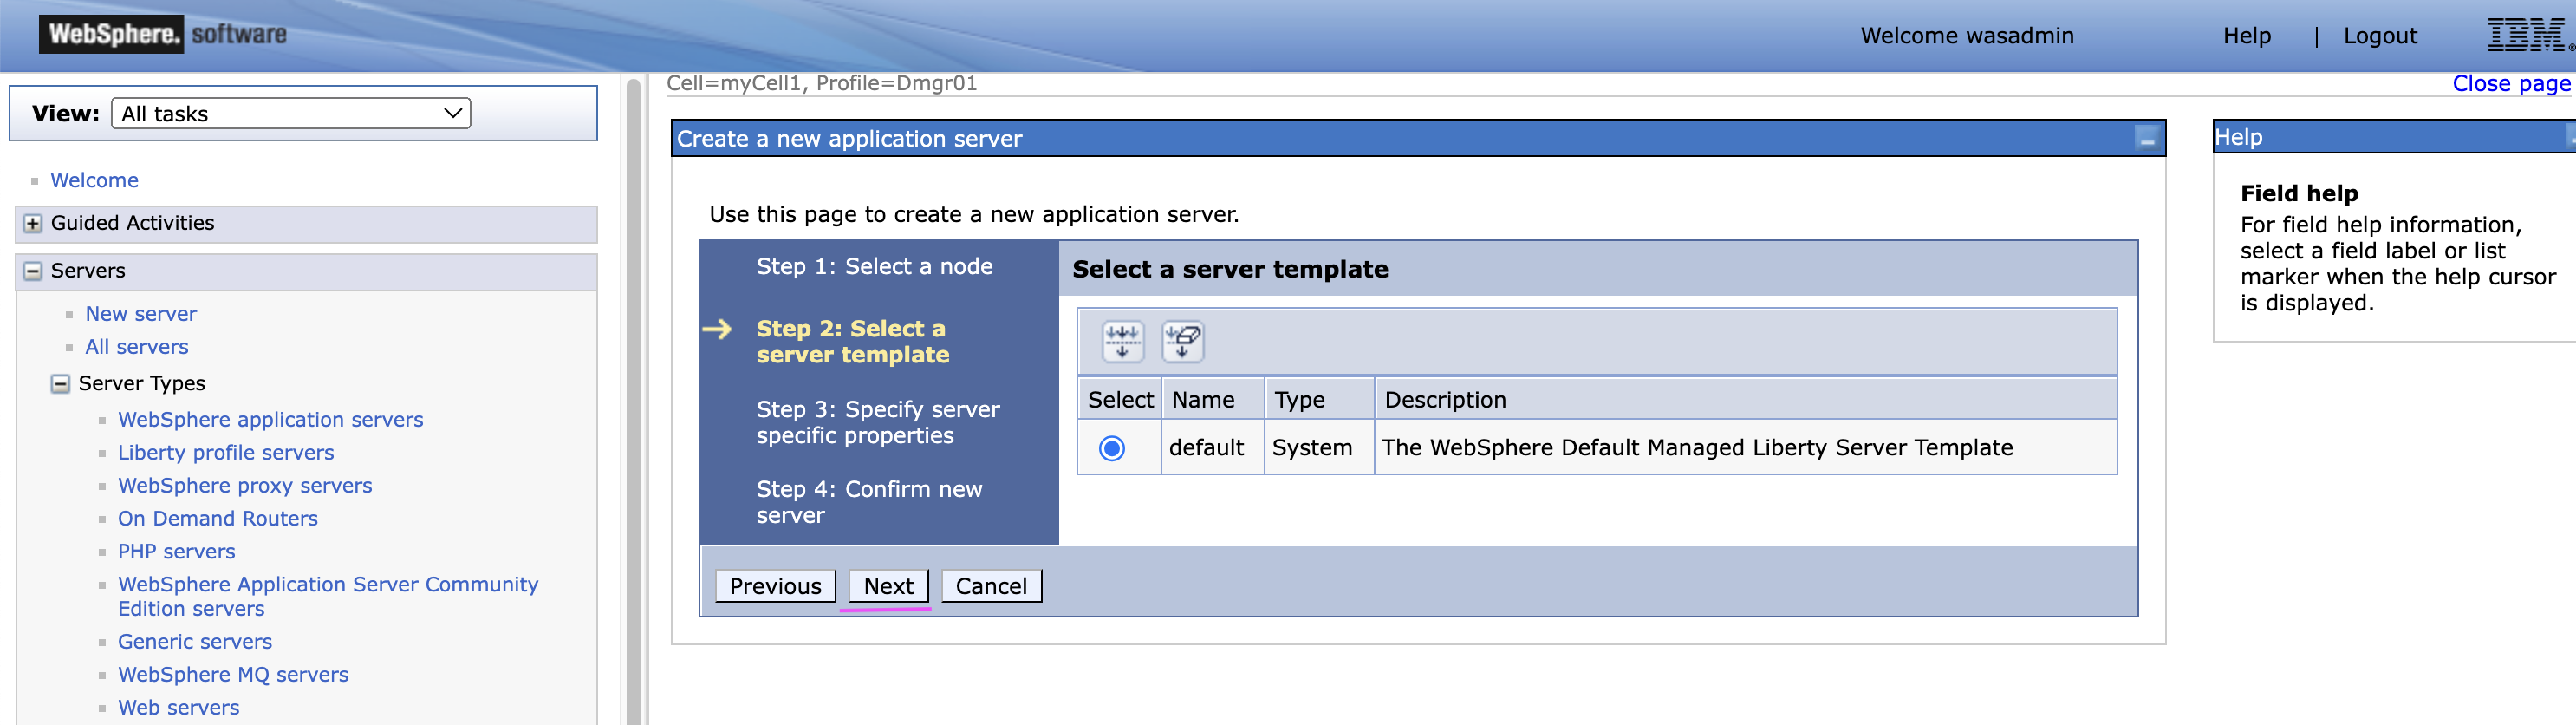 WebSphere. software
Welcome wasadmin
Help | Logout
IBM®
View: All tasks
Welcome
Guided Activities
Servers
New server
All servers
Server Types
WebSphere application servers
Liberty profile servers
WebSphere proxy servers
On Demand Routers
PHP servers
WebSphere Application Server Community
Edition servers
Generic servers
WebSphere MQ servers
Web servers
Cell=myCell1, Profile=Dmgr01
Close page
Create a new application server
Use this page to create a new application server.
Step 1: Select a node
Step 2: Select a
server template
Step 3: Specify server
specific properties
Step 4: Confirm new
server
Select a server template
Select Name Type Description
default System The WebSphere Default Managed Liberty Server Template
Previous Next Cancel
Help
Field help
For field help information,
select a field label or list
marker when the help cursor
is displayed.